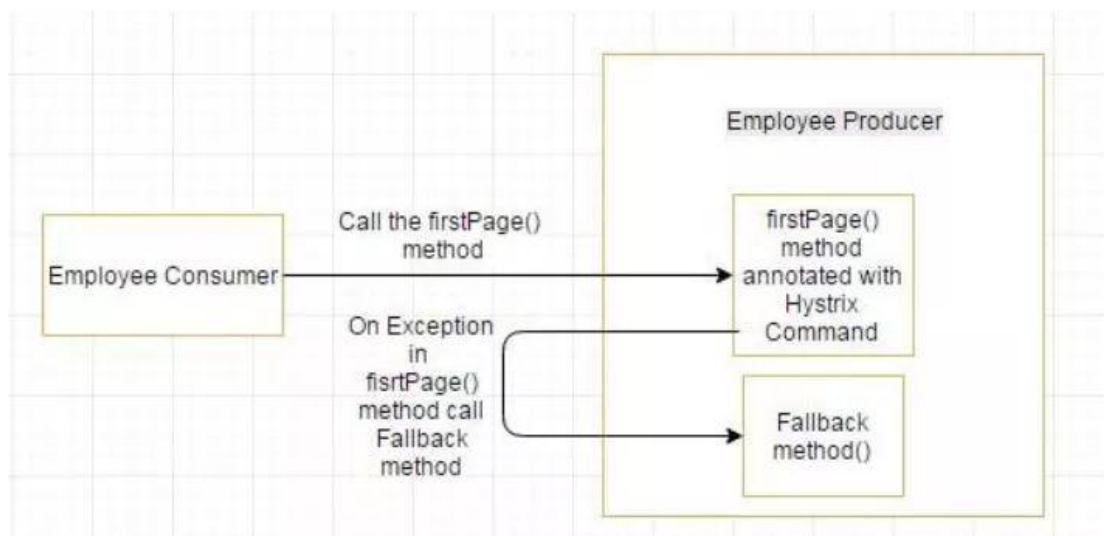 Employee Producer
Employee Consumer
Call the firstPage()
method
firstPage()
method
annotated with
Hystrix
Command
On Exception
in
fisrtPage()
method call
Fallback
method
Fallback
method()